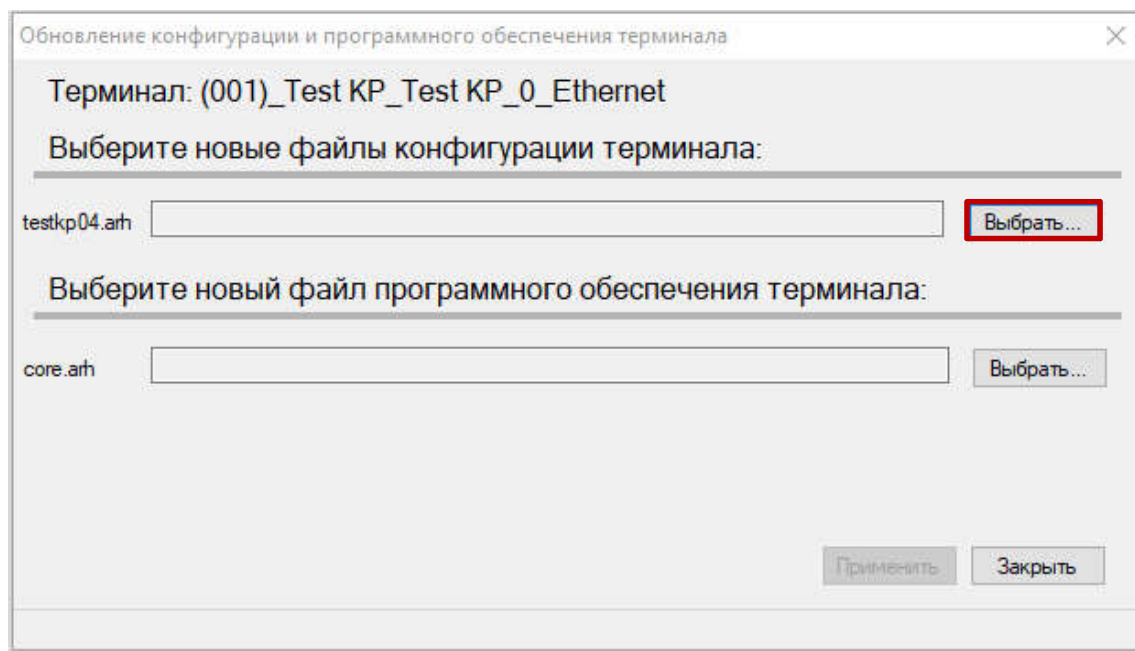 Обновление конфигурации и программного обеспечения терминала
Терминал: (001)_Test KP_Test KP_0_Ethernet
Выберите новые файлы конфигурации терминала:
testkp04.arh Выбрать...
Выберите новый файл программного обеспечения терминала:
core.arh Выбрать...
Применить Закрыть